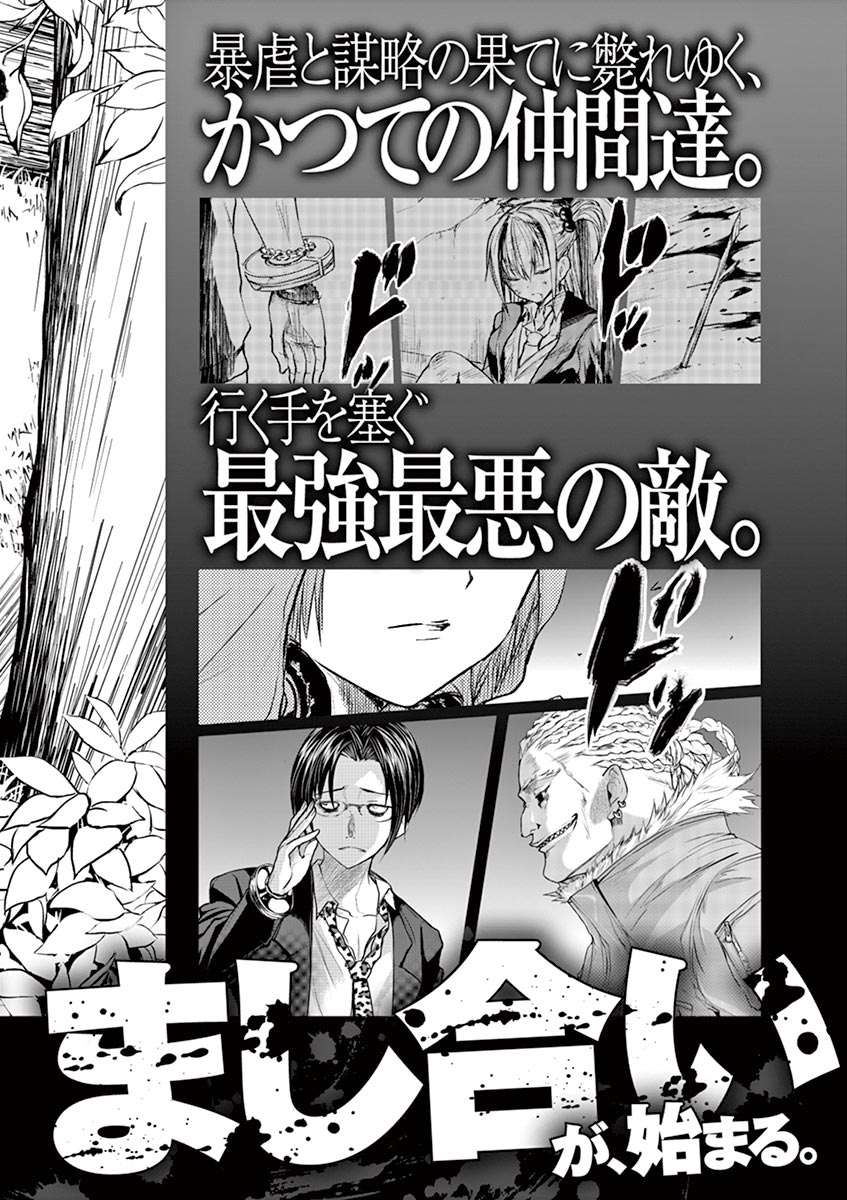 暴虐と謀略の果てに斃れゆく、
かつての仲間達。
ドッ
ドッ
行く手を塞ぐ
最強最悪の敵。
ドッ
まし合い
が、始まる。